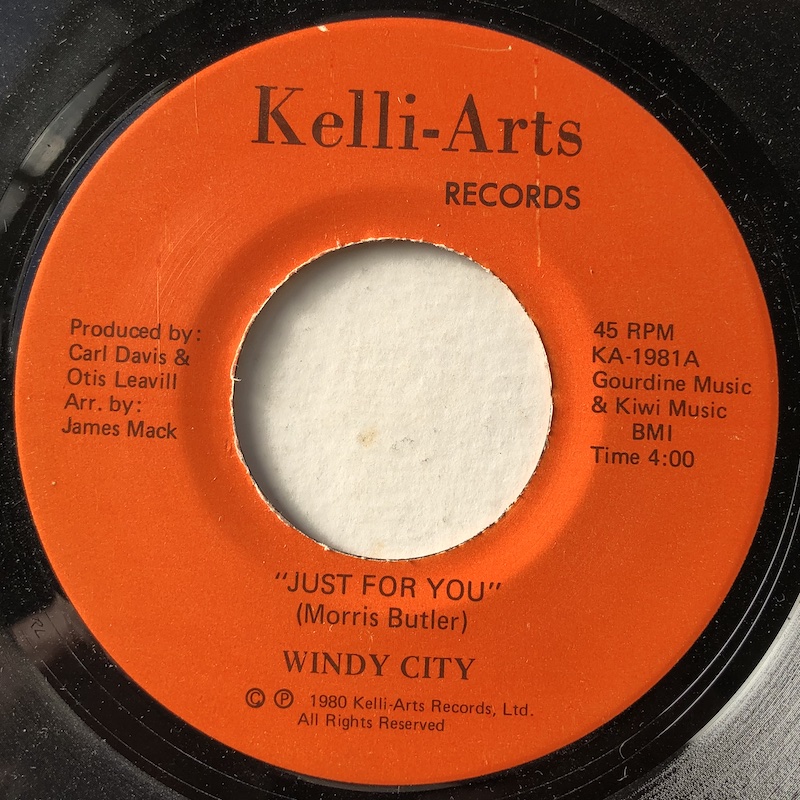 Kelli-Arts
RECORDS
Produced by:
Carl Davis &
Otis Leavill
Arr. by:
James Mack
45 RPM
KA-1981A
Gourdine Music
& Kiwi Music
BMI
Time 4:00
"JUST FOR YOU"
(Morris Butler)
WINDY CITY
© ℗ 1980 Kelli-Arts Records, Ltd.
All Rights Reserved
RL